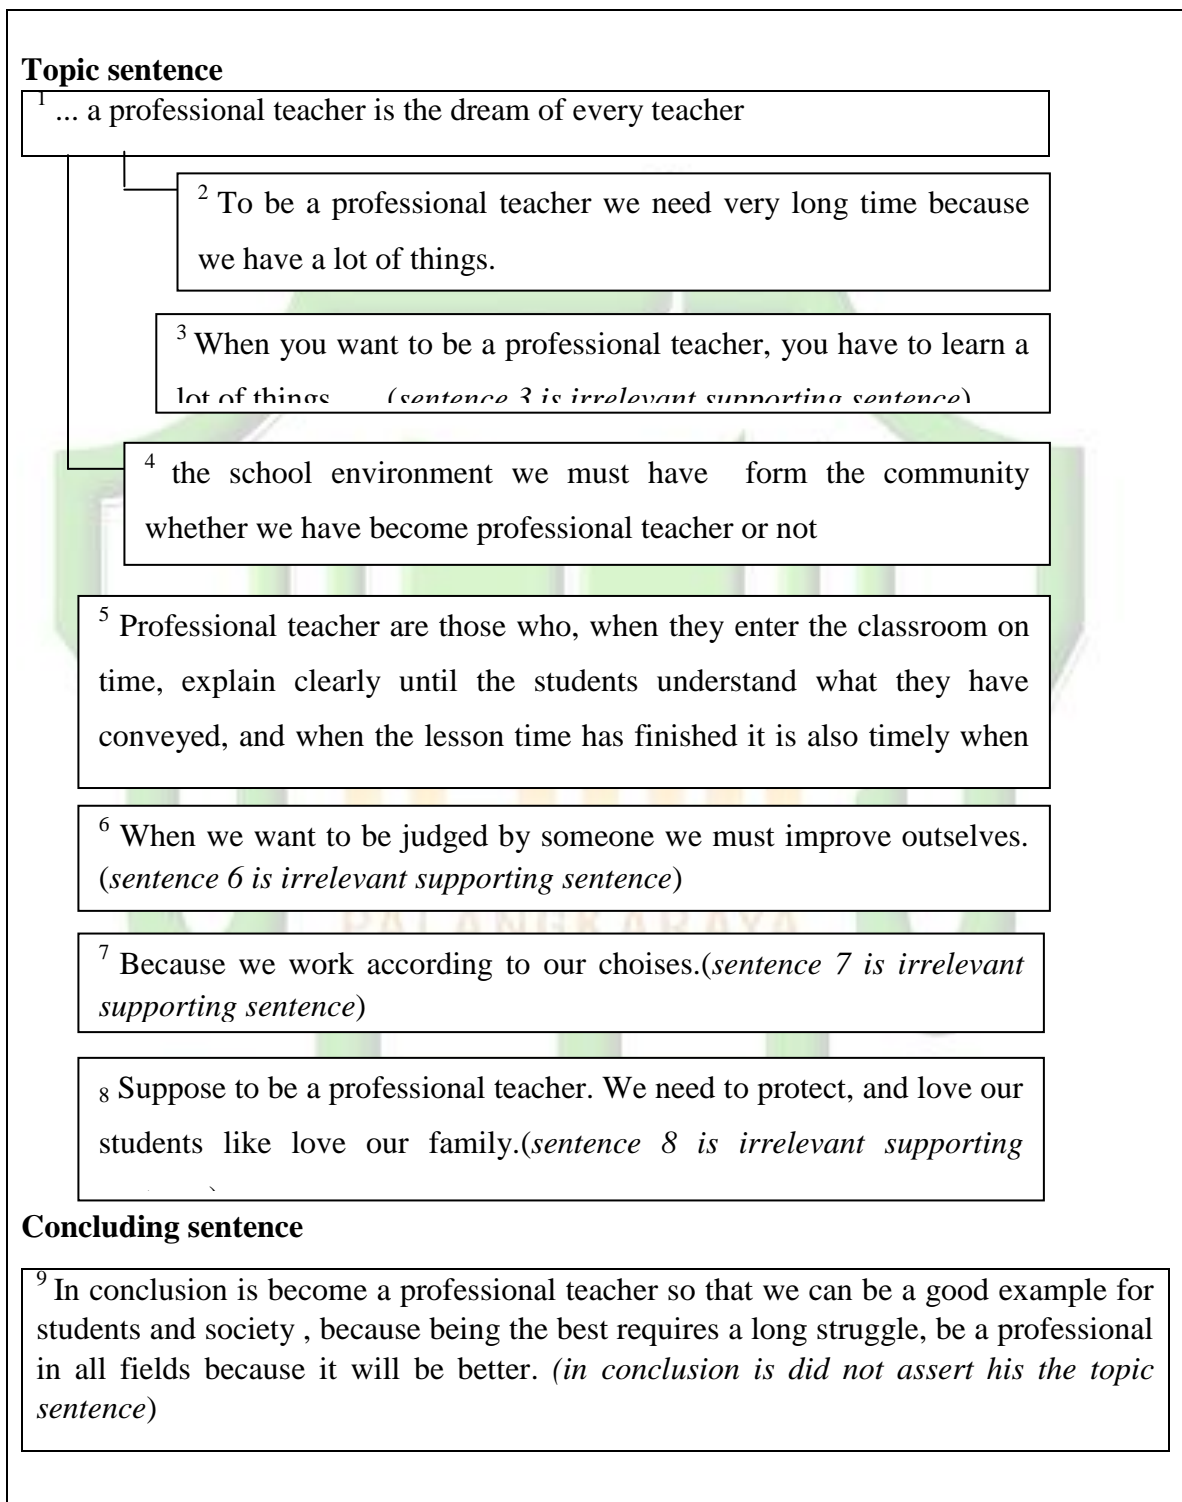 Topic sentence
1 ... a professional teacher is the dream of every teacher
2 To be a professional teacher we need very long time because
we have a lot of things.
3 When you want to be a professional teacher, you have to learn a
lot of things (sentence 3 is irrelevant supporting sentence)
4 the school environment we must have form the community
whether we have become professional teacher or not
5 Professional teacher are those who, when they enter the classroom on
time, explain clearly until the students understand what they have
conveyed, and when the lesson time has finished it is also timely when
6 When we want to be judged by someone we must improve outselves.
(sentence 6 is irrelevant supporting sentence)
PALANGKARAYA
7 Because we work according to our choises.(sentence 7 is irrelevant
supporting sentence)
8 Suppose to be a professional teacher. We need to protect, and love our
students like love our family.(sentence 8 is irrelevant supporting
Concluding sentence
9 In conclusion is become a professional teacher so that we can be a good example for
students and society , because being the best requires a long struggle, be a professional
in all fields because it will be better. (in conclusion is did not assert his the topic
sentence)